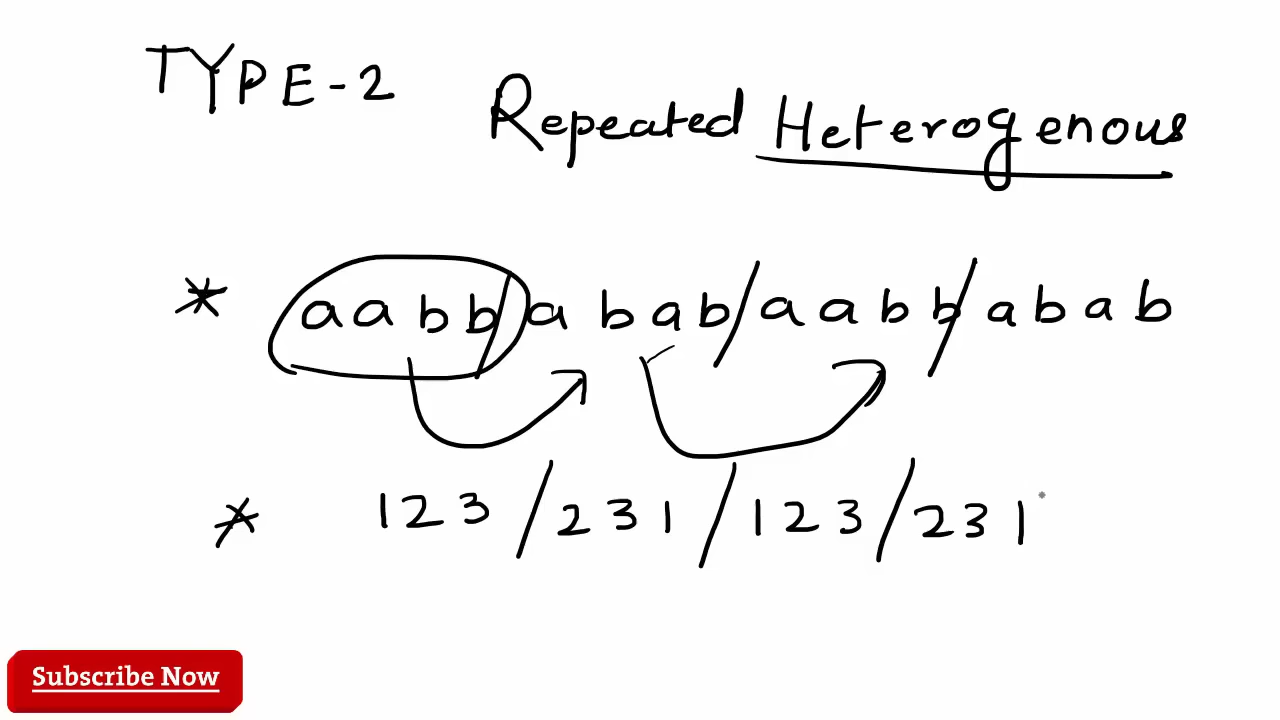 TYPE-2
Repeated Heterogenous
* aabb/abab/aabb/abab
* 123/231/123/231
Subscribe Now